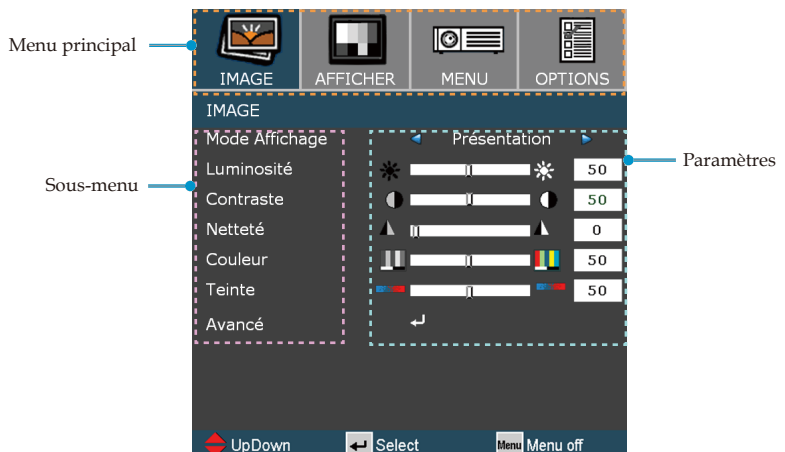 Menu principal
IMAGE AFFICHER MENU OPTIONS
IMAGE
Mode Affichage Présentation
Luminosité 50
Paramètres
Sous-menu
Contraste 50
Netteté 0
Couleur 50
Teinte 50
Avancé
UpDown Select Menu Menu off